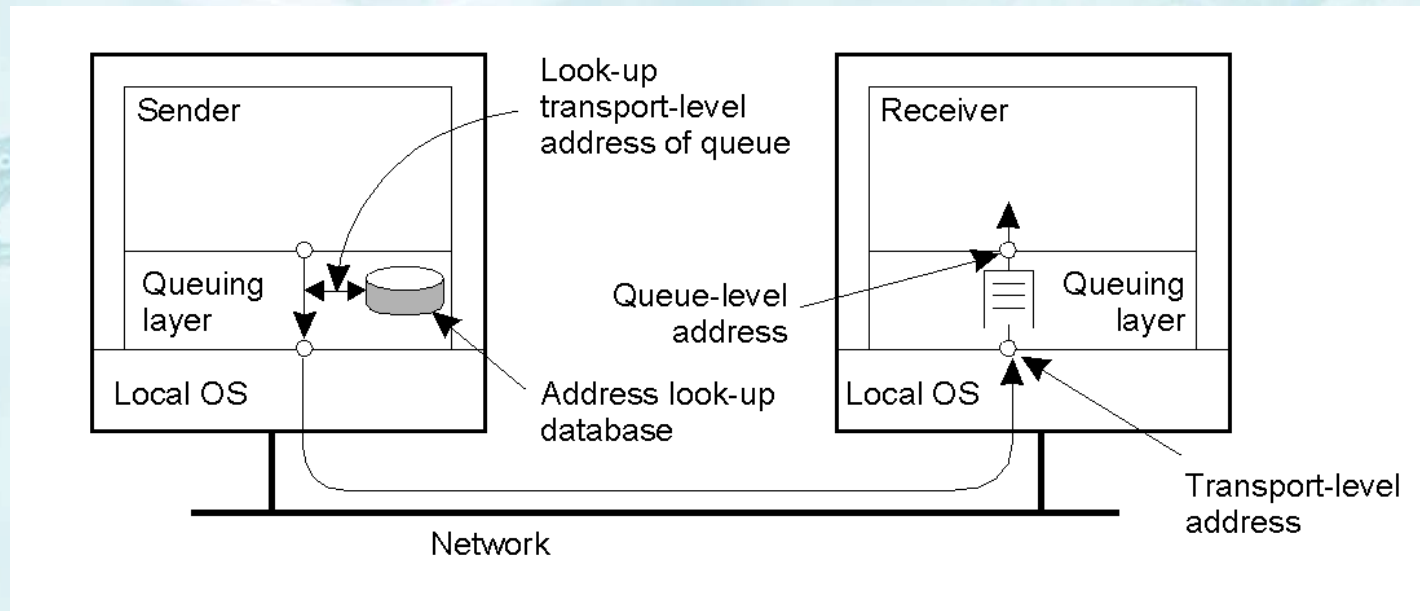 Sender
Look-up
transport-level
address of queue
Receiver
Queuing
layer
Queue-level
address
Queuing
layer
Local OS
Address look-up
database
Local OS
Transport-level
address
Network